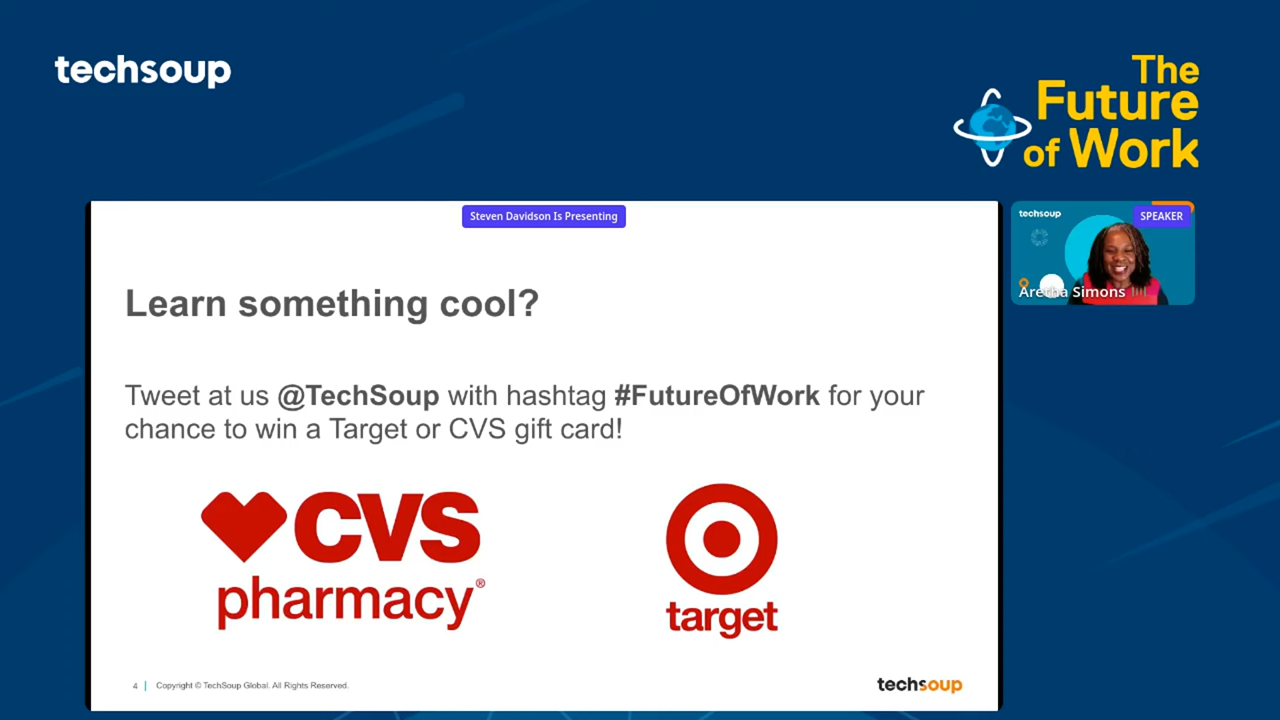 techsoup
The
Future
of Work
Steven Davidson Is Presenting
techsoup
SPEAKER
Aretha Simons
Learn something cool?
Tweet at us @TechSoup with hashtag #FutureOfWork for your
chance to win a Target or CVS gift card!
CVS
pharmacy®
target
4 | Copyright © TechSoup Global. All Rights Reserved.
techsoup